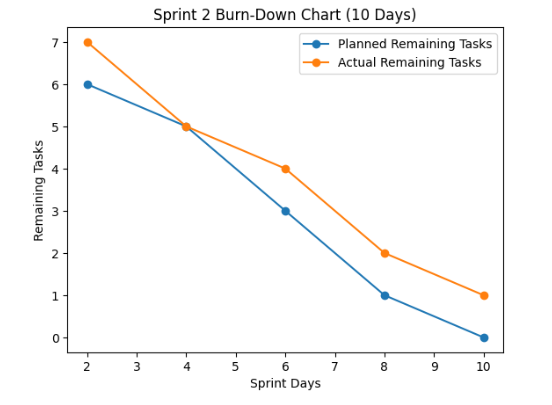 Sprint 2 Burn-Down Chart (10 Days)
Planned Remaining Tasks
Actual Remaining Tasks
Remaining Tasks
7
6
5
4
3
2
1
0
2 3 4 5 6 7 8 9 10
Sprint Days